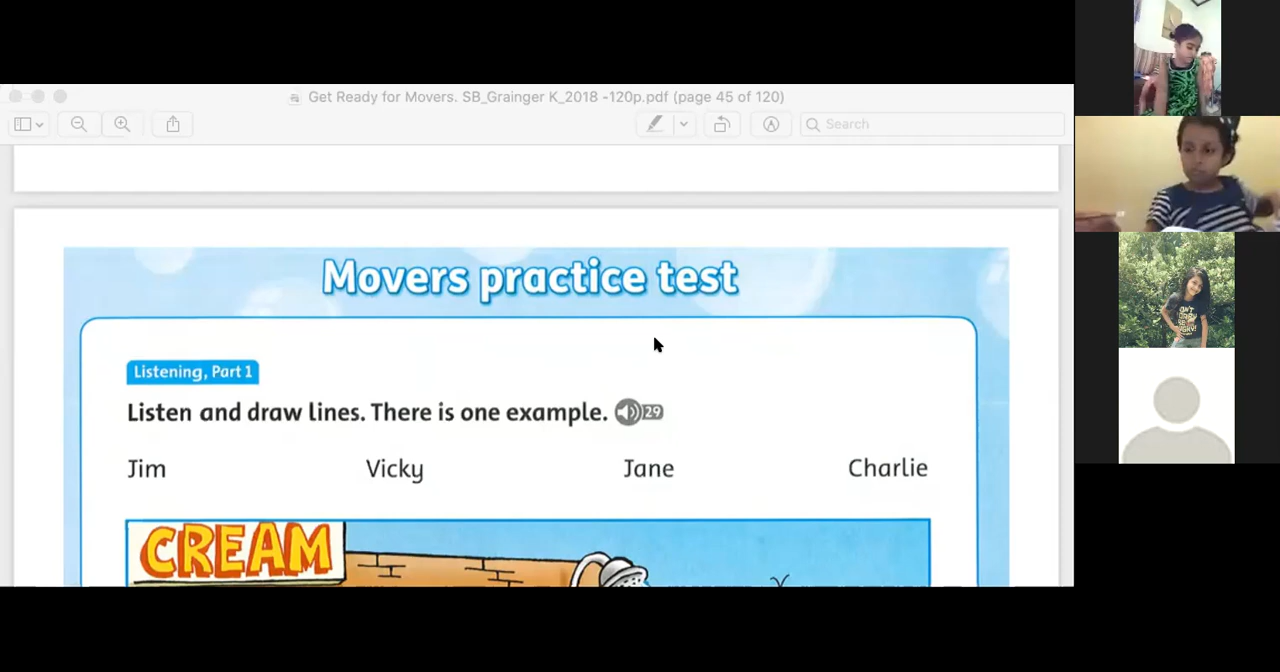 Get Ready for Movers. SB_Grainger K_2018 -120p.pdf (page 45 of 120)
Search
Movers practice test
Listening, Part 1
Listen and draw lines. There is one example. 29
Jim Vicky Jane Charlie
CREAM